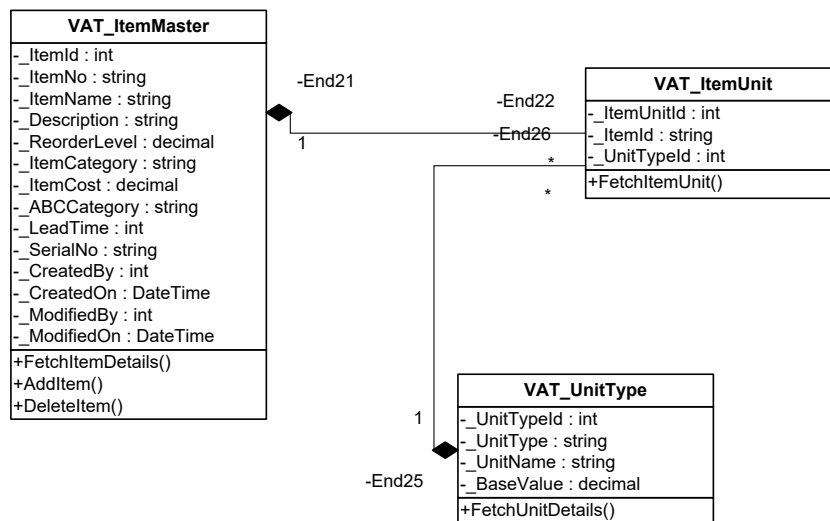 VAT_ItemMaster
-_ItemId : int
-_ItemNo : string
-_ItemName : string
-_Description : string
-_ReorderLevel : decimal
-_ItemCategory : string
-_ItemCost : decimal
-_ABCCategory : string
-_LeadTime : int
-_SerialNo : string
-_CreatedBy : int
-_CreatedOn : DateTime
-_ModifiedBy : int
-_ModifiedOn : DateTime
+FetchItemDetails()
+AddItem()
+DeleteItem()
-End21
1
-End22
-End26
*
*
VAT_ItemUnit
-_ItemUnitId : int
-_ItemId : string
-_UnitTypeId : int
+FetchItemUnit()
1
-End25
VAT_UnitType
-_UnitTypeId : int
-_UnitType : string
-_UnitName : string
-_BaseValue : decimal
+FetchUnitDetails()